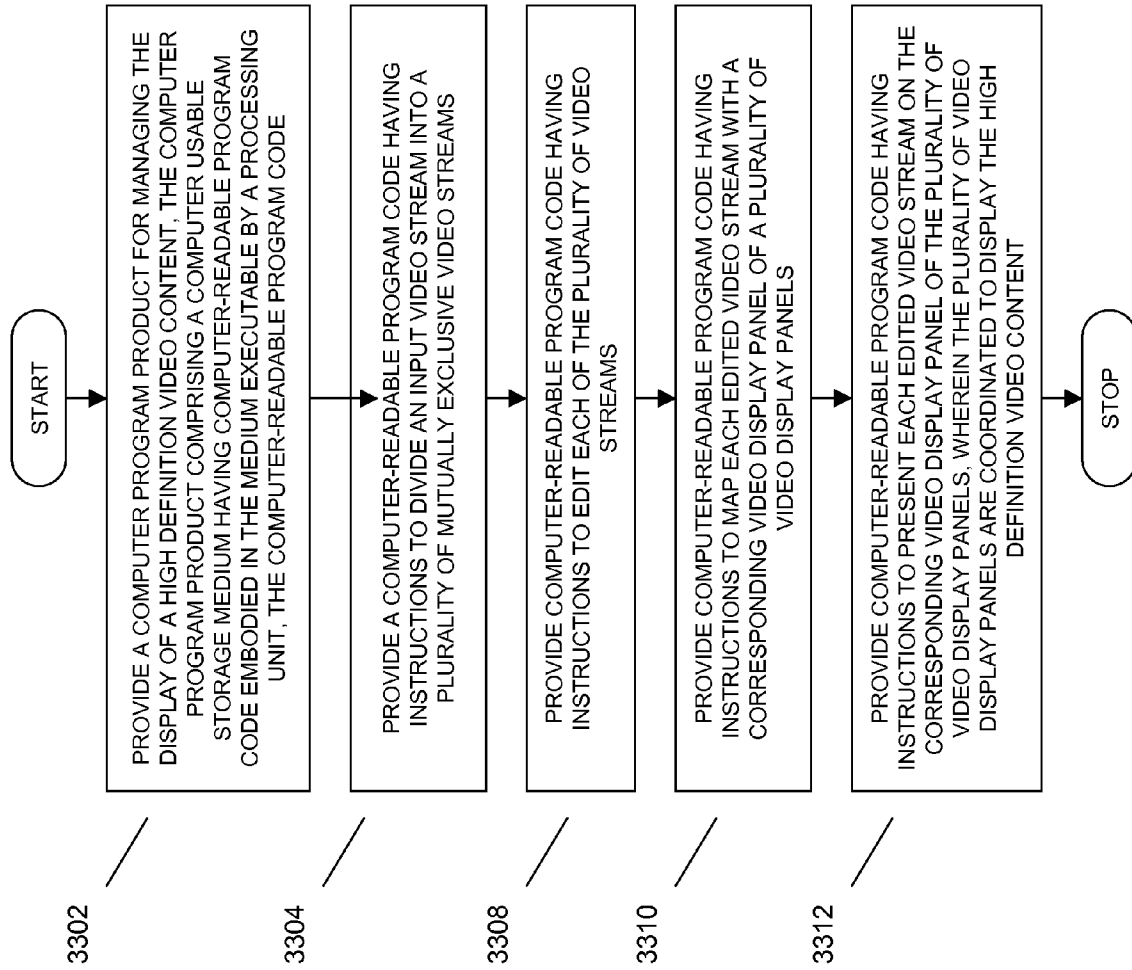 START
3302
PROVIDE A COMPUTER PROGRAM PRODUCT FOR MANAGING THE
DISPLAY OF A HIGH DEFINITION VIDEO CONTENT, THE COMPUTER
PROGRAM PRODUCT COMPRISING A COMPUTER USABLE
STORAGE MEDIUM HAVING COMPUTER-READABLE PROGRAM
CODE EMBODIED IN THE MEDIUM EXECUTABLE BY A PROCESSING
UNIT, THE COMPUTER-READABLE PROGRAM CODE
3304
PROVIDE A COMPUTER-READABLE PROGRAM CODE HAVING
INSTRUCTIONS TO DIVIDE AN INPUT VIDEO STREAM INTO A
PLURALITY OF MUTUALLY EXCLUSIVE VIDEO STREAMS
3308
PROVIDE COMPUTER-READABLE PROGRAM CODE HAVING
INSTRUCTIONS TO EDIT EACH OF THE PLURALITY OF VIDEO
STREAMS
3310
PROVIDE COMPUTER-READABLE PROGRAM CODE HAVING
INSTRUCTIONS TO MAP EACH EDITED VIDEO STREAM WITH A
CORRESPONDING VIDEO DISPLAY PANEL OF A PLURALITY OF
VIDEO DISPLAY PANELS
3312
PROVIDE COMPUTER-READABLE PROGRAM CODE HAVING
INSTRUCTIONS TO PRESENT EACH EDITED VIDEO STREAM ON THE
CORRESPONDING VIDEO DISPLAY PANEL OF THE PLURALITY OF
VIDEO DISPLAY PANELS, WHEREIN THE PLURALITY OF VIDEO
DISPLAY PANELS ARE COORDINATED TO DISPLAY THE HIGH
DEFINITION VIDEO CONTENT
STOP